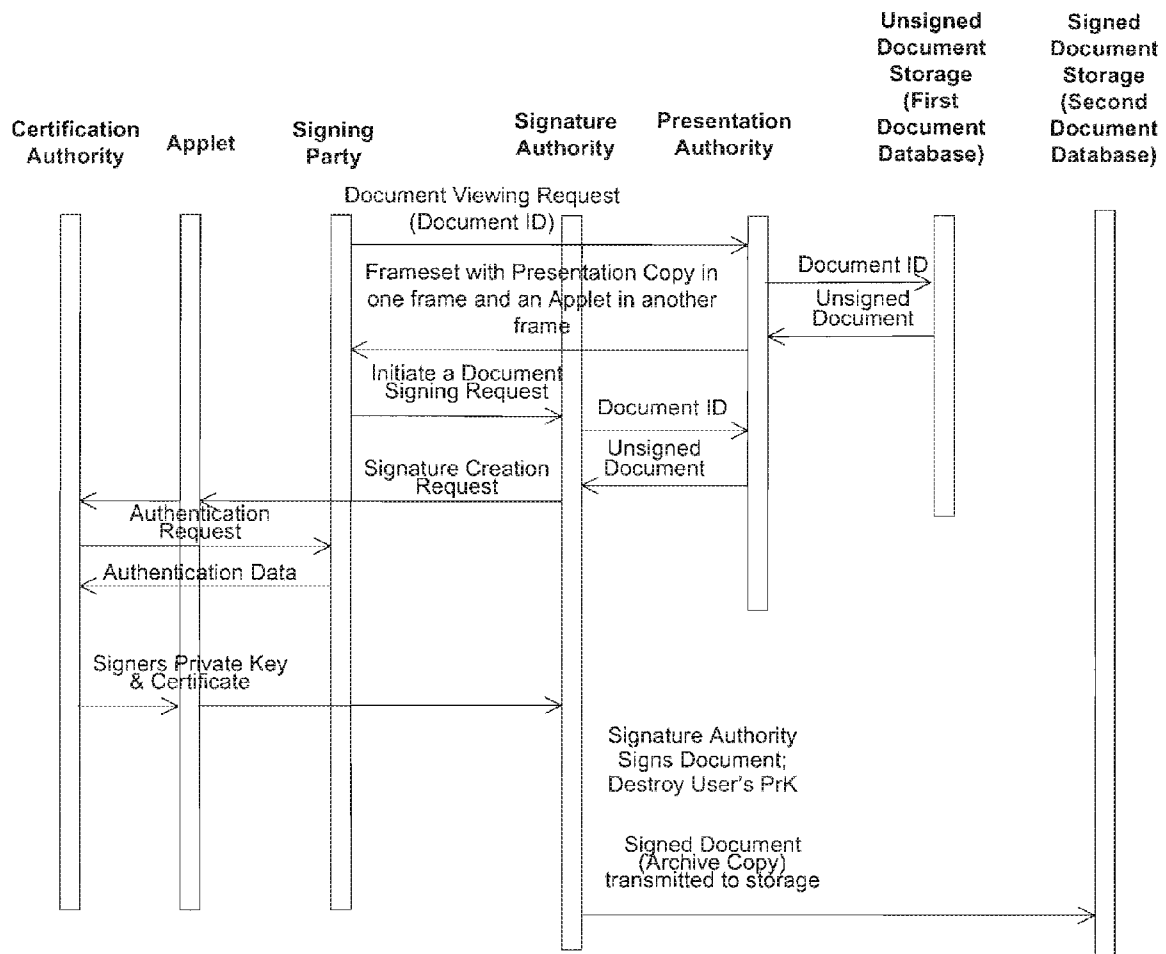 Certification
Authority
Applet
Signing
Party
Signature
Authority
Presentation
Authority
Unsigned
Document
Storage
(First
Document
Database)
Signed
Document
Storage
(Second
Document
Database)
Document Viewing Request
(Document ID)
Document ID
Unsigned
Document
Frameset with Presentation Copy in
one frame and an Applet in another
frame
Initiate a Document
Signing Request
Document ID
Unsigned
Document
Signature Creation
Request
Authentication
Request
Authentication Data
Signers Private Key
& Certificate
Signature Authority
Signs Document;
Destroy User's PrK
Signed Document
(Archive Copy)
transmitted to storage